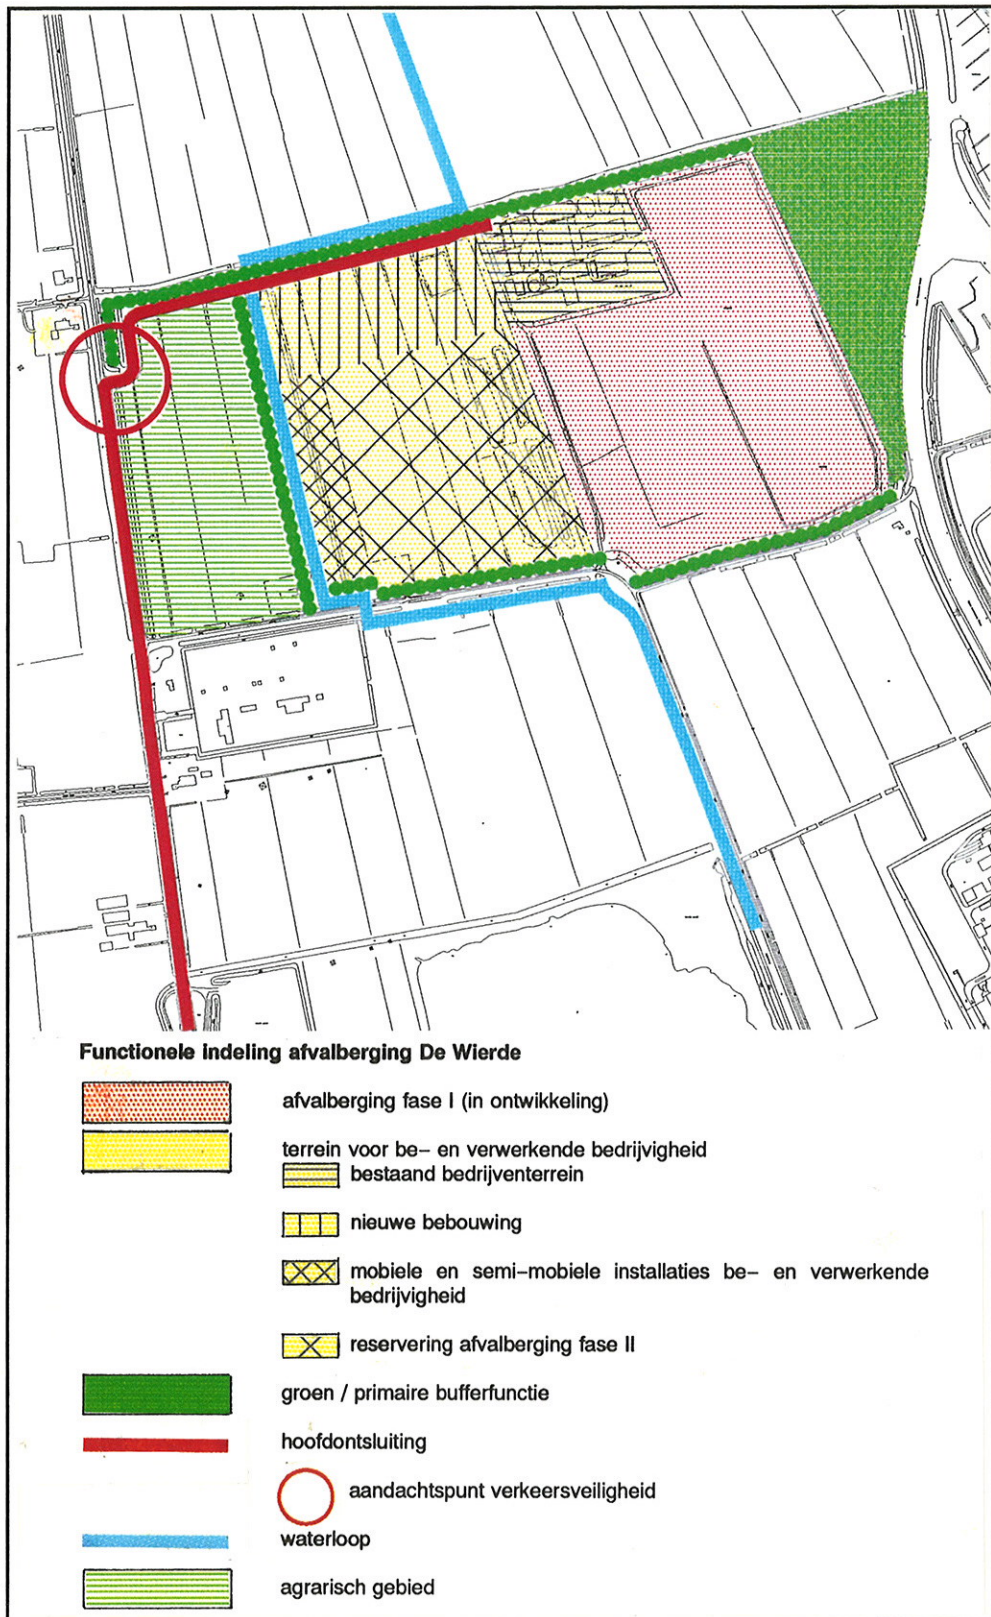 Functionele indeling afvalberging De Wierde
afvalberging fase I (in ontwikkeling)
terrein voor be- en verwerkende bedrijvigheid
bestaand bedrijventerrein
nieuwe bebouwing
mobiele en semi-mobiele installaties be- en verwerkende
bedrijvigheid
reservering afvalberging fase II
groen / primaire bufferfunctie
hoofdontsluiting
aandachtspunt verkeersveiligheid
waterloop
agrarisch gebied